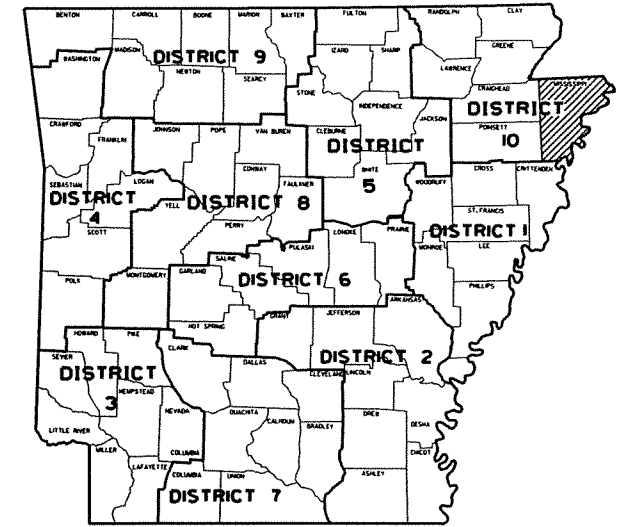 BENTON
CARROLL
BOONE
MARION
BAXTER
FULTON
RANDOLPH
CLAY
WASHINGTON
MADISON
DISTRICT 9
NEWTON
SEARCY
IZARD
SHARP
GREENE
LAWRENCE
STONE
CRAIGHEAD
MISSISSIPPI
DISTRICT
10
POINSETT
INDEPENDENCE
JACKSON
CRAWFORD
FRANKLIN
JOHNSON
POPE
VAN BUREN
CLEBURNE
DISTRICT
5
WHITE
CONWAY
FAULKNER
LOGAN
SEBASTIAN
DISTRICT
4
SCOTT
YELL
DISTRICT 8
PERRY
WOODRUFF
CROSS
CRITTENDEN
ST. FRANCIS
DISTRICT 1
LEE
MONROE
PHILLIPS
PRAIRIE
LONOKE
PULASKI
SALINE
GARLAND
DISTRICT 6
POLK
MONTGOMERY
HOT SPRING
GRANT
JEFFERSON
ARKANSAS
DISTRICT 2
HOWARD
PIKE
CLARK
SEVIER
DISTRICT
3
HEMPSTEAD
DALLAS
CLEVELAND
LINCOLN
NEVADA
OUACHITA
CALHOUN
BRADLEY
DREW
DESHA
LITTLE RIVER
MILLER
COLUMBIA
LAFAYETTE
COLUMBIA
UNION
DISTRICT 7
ASHLEY
CHICOT